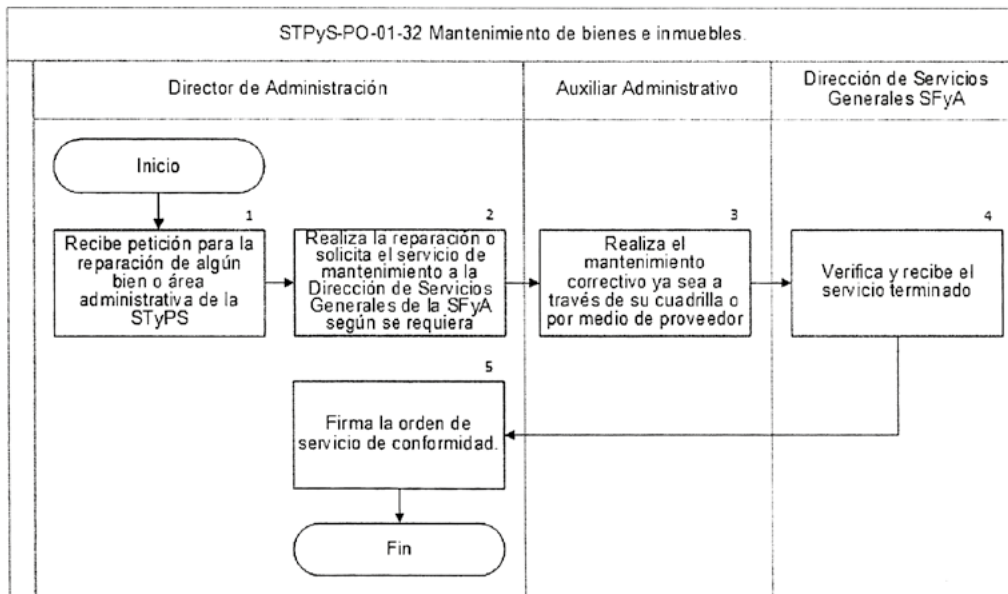 STPyS-PO-01-32 Mantenimiento de bienes e inmuebles.
Director de Administración
Auxiliar Administrativo
Dirección de Servicios
Generales SFyA
Inicio
1
Recibe petición para la
reparación de algún
bien o área
administrativa de la
STyPS
2
Realiza la reparación o
solicita el servicio de
mantenimiento a la
Dirección de Servicios
Generales de la SFyA
según se requiera
3
Realiza el
mantenimiento
correctivo ya sea a
través de su cuadrilla o
por medio de proveedor
4
Verifica y recibe el
servicio terminado
5
Firma la orden de
servicio de conformidad.
Fin